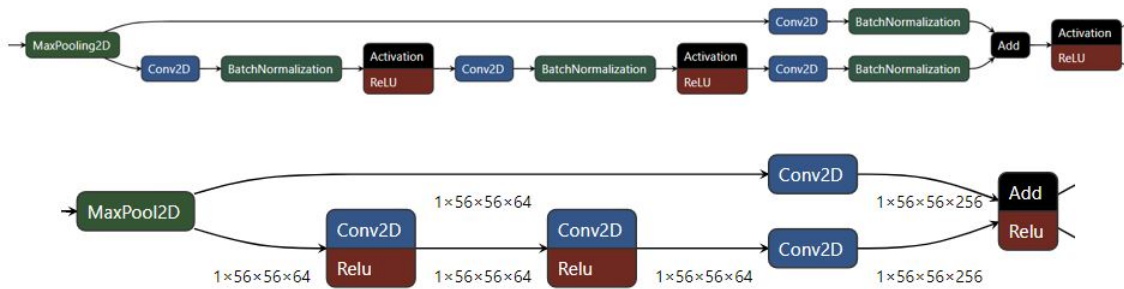 Conv2D
BatchNormalization
MaxPooling2D
Conv2D
BatchNormalization
Activation
ReLU
Conv2D
BatchNormalization
Activation
ReLU
Conv2D
BatchNormalization
Add
Activation
ReLU
MaxPool2D
1×56×56×64
Conv2D
1×56×56×256
1×56×56×64
Conv2D
Relu
1×56×56×64
Conv2D
Relu
1×56×56×64
Conv2D
1×56×56×256
Add
Relu